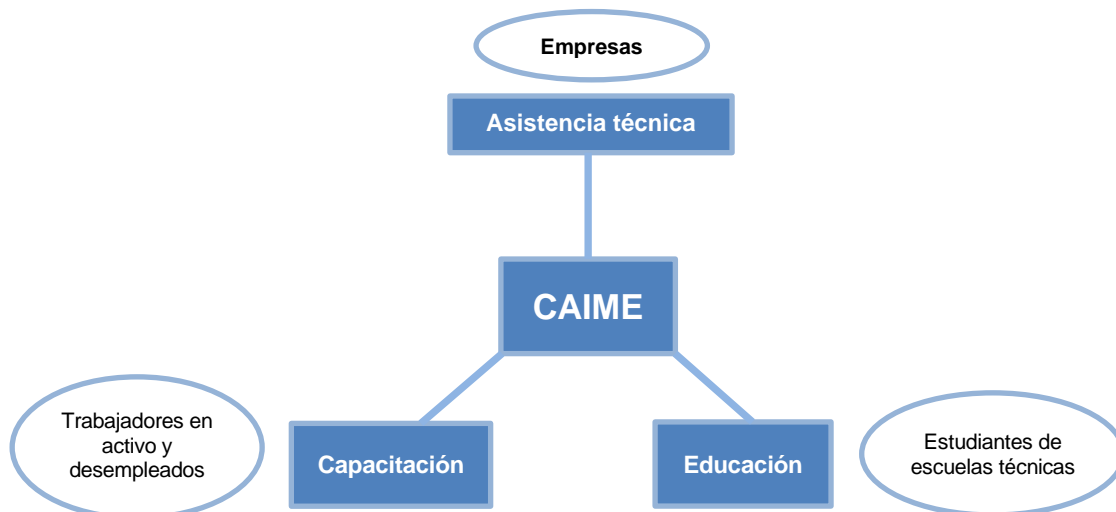 Empresas
Asistencia técnica
CAIME
Trabajadores en
activo y
desempleados
Capacitación
Educación
Estudiantes de
escuelas técnicas